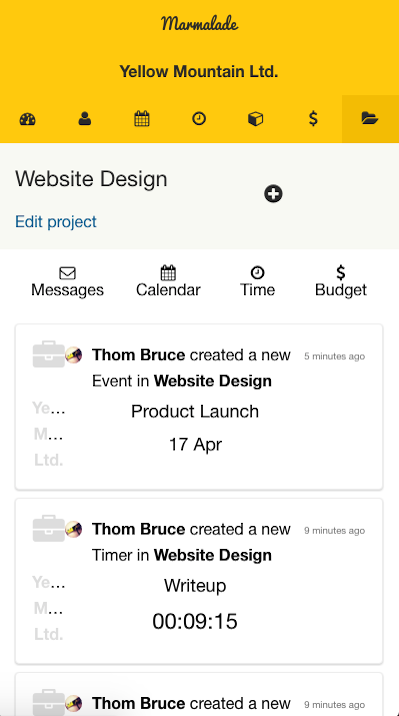 Marmalade
Yellow Mountain Ltd.
Website Design
Edit project
Messages Calendar Time Budget
Thom Bruce created a new 5 minutes ago
Event in Website Design
Ye... Product Launch
M...
17 Apr
Ltd.
Thom Bruce created a new 9 minutes ago
Timer in Website Design
Ye... Writeup
M...
00:09:15
Ltd.
Thom Bruce created a new 9 minutes ago